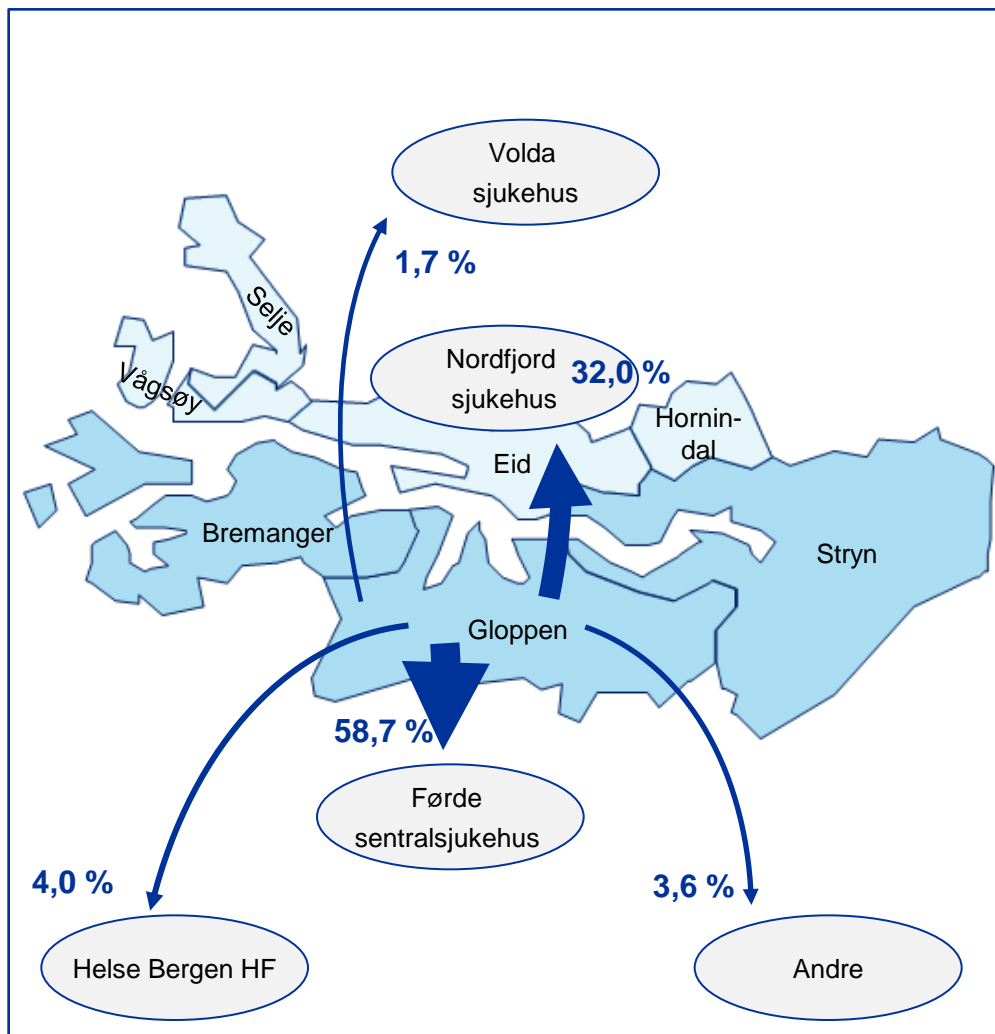 Volda
sjukehus
1,7 %
Selje
Vågsøy
Nordfjord
sjukehus
32,0 %
Hornin-
dal
Eid
Bremanger
Stryn
Gloppen
58,7 %
Førde
sentralsjukehus
4,0 %
3,6 %
Helse Bergen HF
Andre